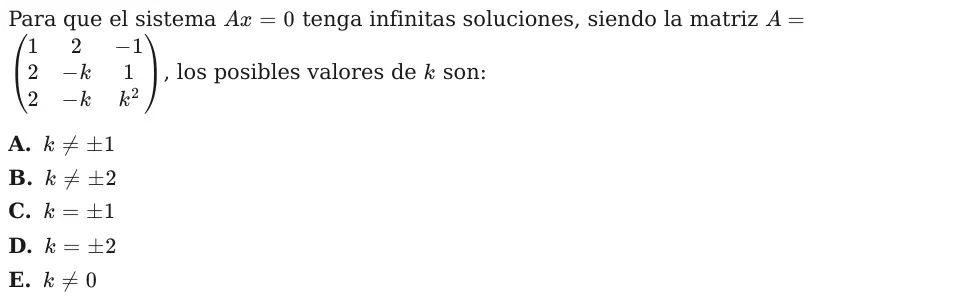 Para que el sistema Ax = 0 tenga infinitas soluciones, siendo la matriz A =
(1 2 −1
2 −k 1
2 −k k²), los posibles valores de k son:
A. k ≠ ±1
B. k ≠ ±2
C. k = ±1
D. k = ±2
E. k ≠ 0